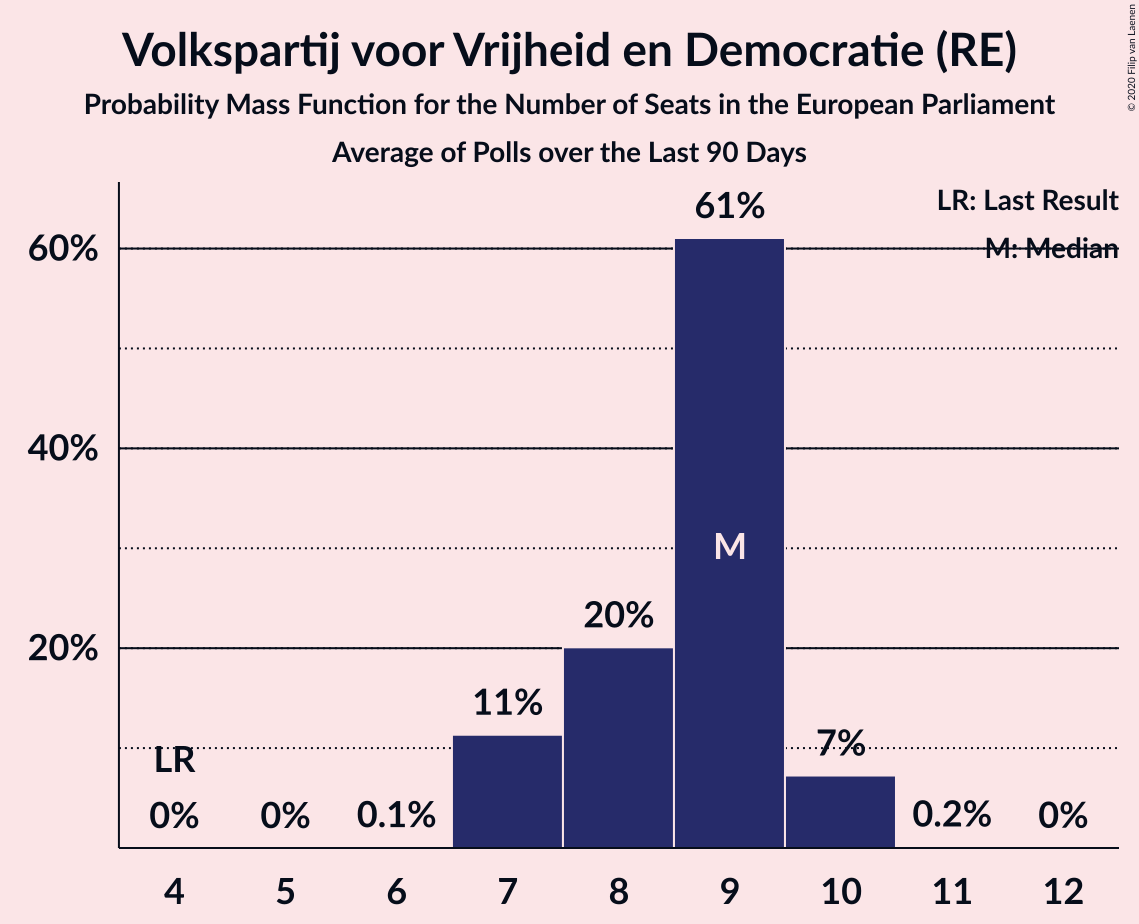 Volkspartij voor Vrijheid en Democratie (RE)
Probability Mass Function for the Number of Seats in the European Parliament
Average of Polls over the Last 90 Days
© 2020 Filip van Laenen
LR: Last Result
M: Median
60%
40%
20%
61%
M
20%
11%
7%
LR
0%
0%
0.1%
0.2%
0%
4
5
6
7
8
9
10
11
12